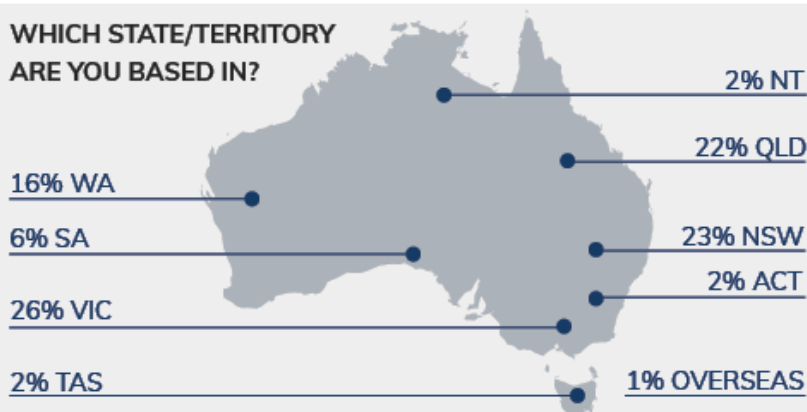 WHICH STATE/TERRITORY
ARE YOU BASED IN?
2% NT
22% QLD
16% WA
23% NSW
6% SA
2% ACT
26% VIC
2% TAS
1% OVERSEAS